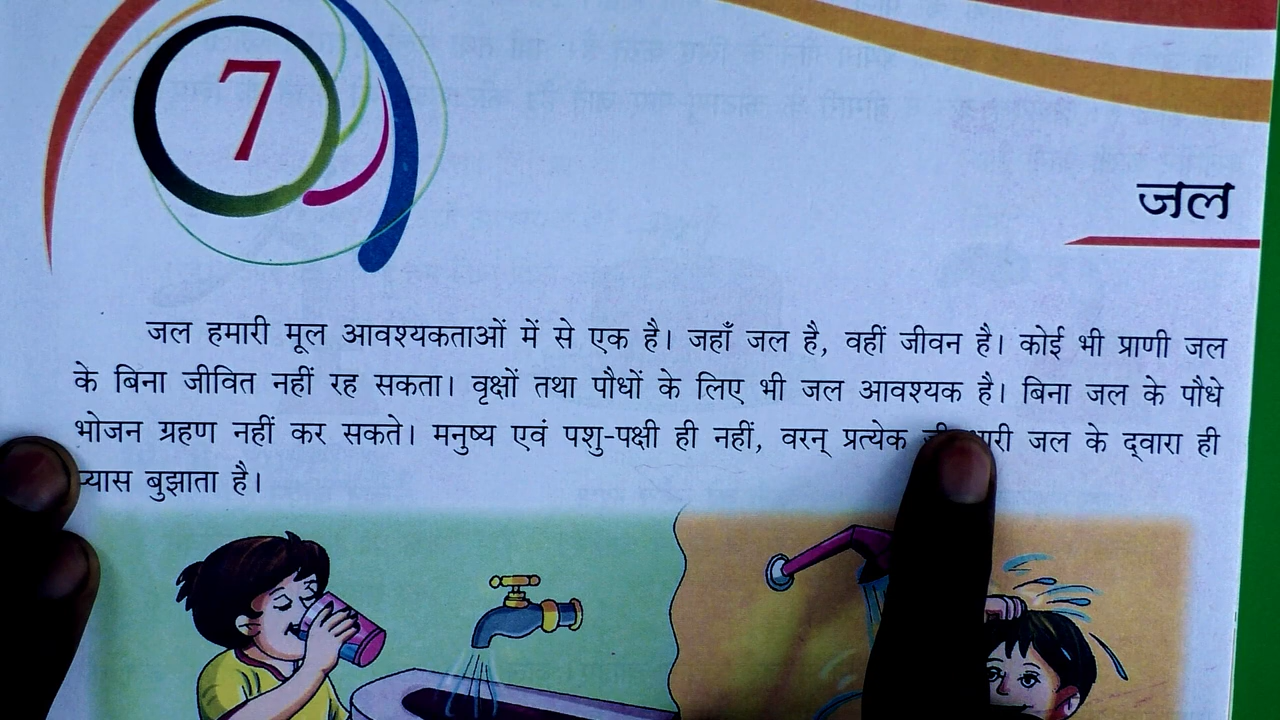 7
जल
जल हमारी मूल आवश्यकताओं में से एक है। जहाँ जल है, वहीं जीवन है। कोई भी प्राणी जल
के बिना जीवित नहीं रह सकता। वृक्षों तथा पौधों के लिए भी जल आवश्यक है। बिना जल के पौधे
भोजन ग्रहण नहीं कर सकते। मनुष्य एवं पशु-पक्षी ही नहीं, वरन् प्रत्येक जल के द्वारा ही
प्यास बुझाता है।